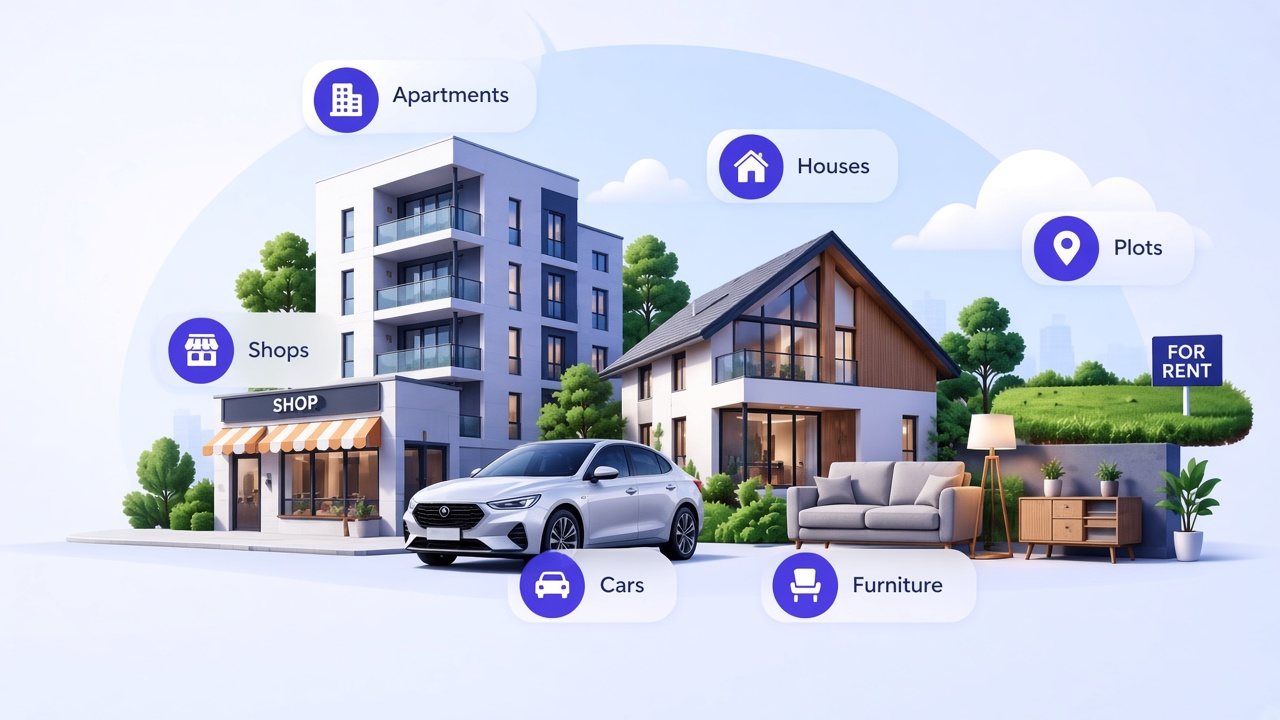 Apartments
Houses
Plots
Shops
FOR
RENT
SHOP
Cars
Furniture